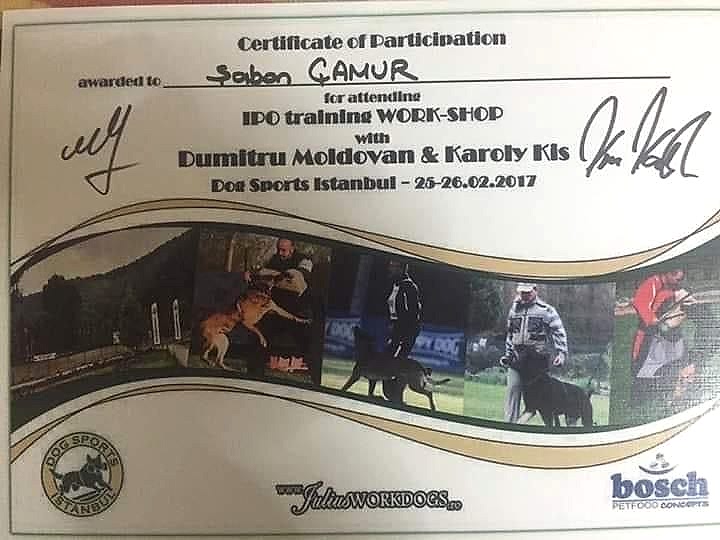 Certificate of Participation
awarded to Şaban ÇAMUR
for attending
IPO training WORK-SHOP
with
Dumitru Moldovan & Karoly Kis
Dog Sports Istanbul - 25-26.02.2017
DOG SPORTS
ISTANBUL
www.JuliusWORKDOGS.ro
bosch
PETFOOD CONCEPTS